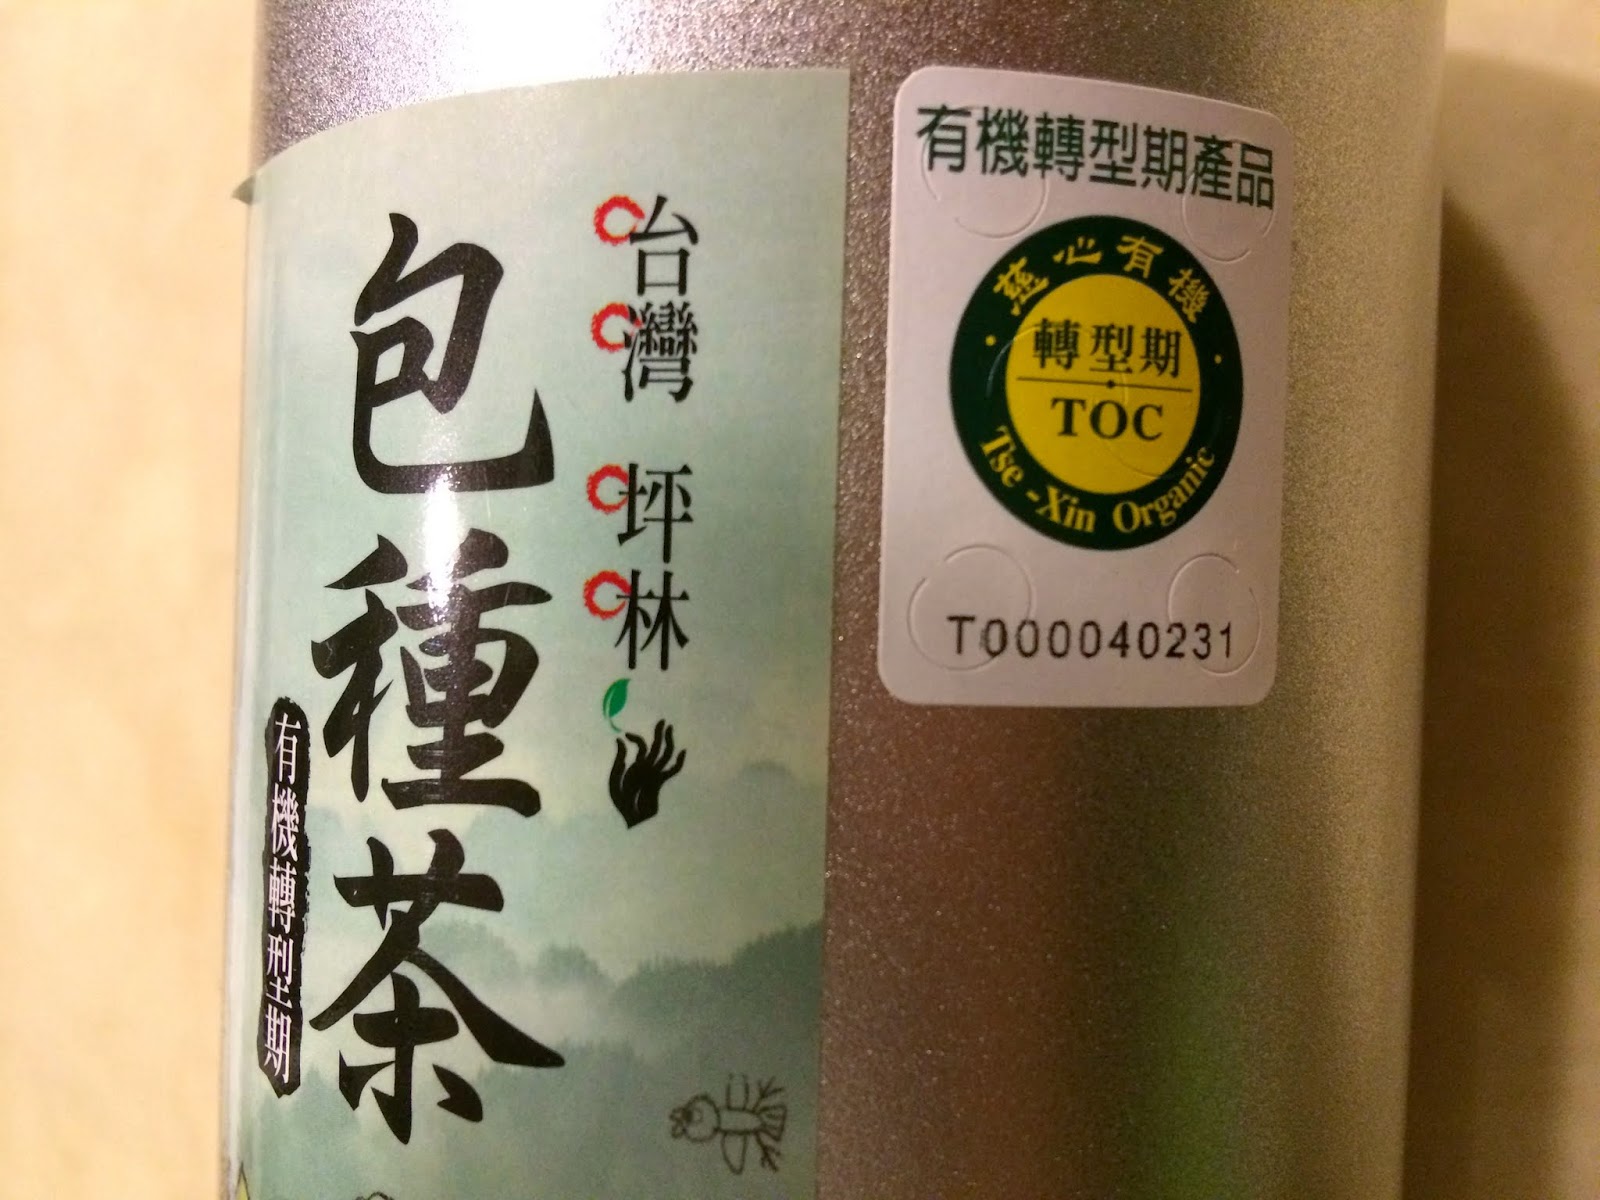 台灣 坪林
包種茶
有機轉型期
有機轉型期產品
慈心有機
轉型期
TOC
Tse-Xin Organic
T000040231